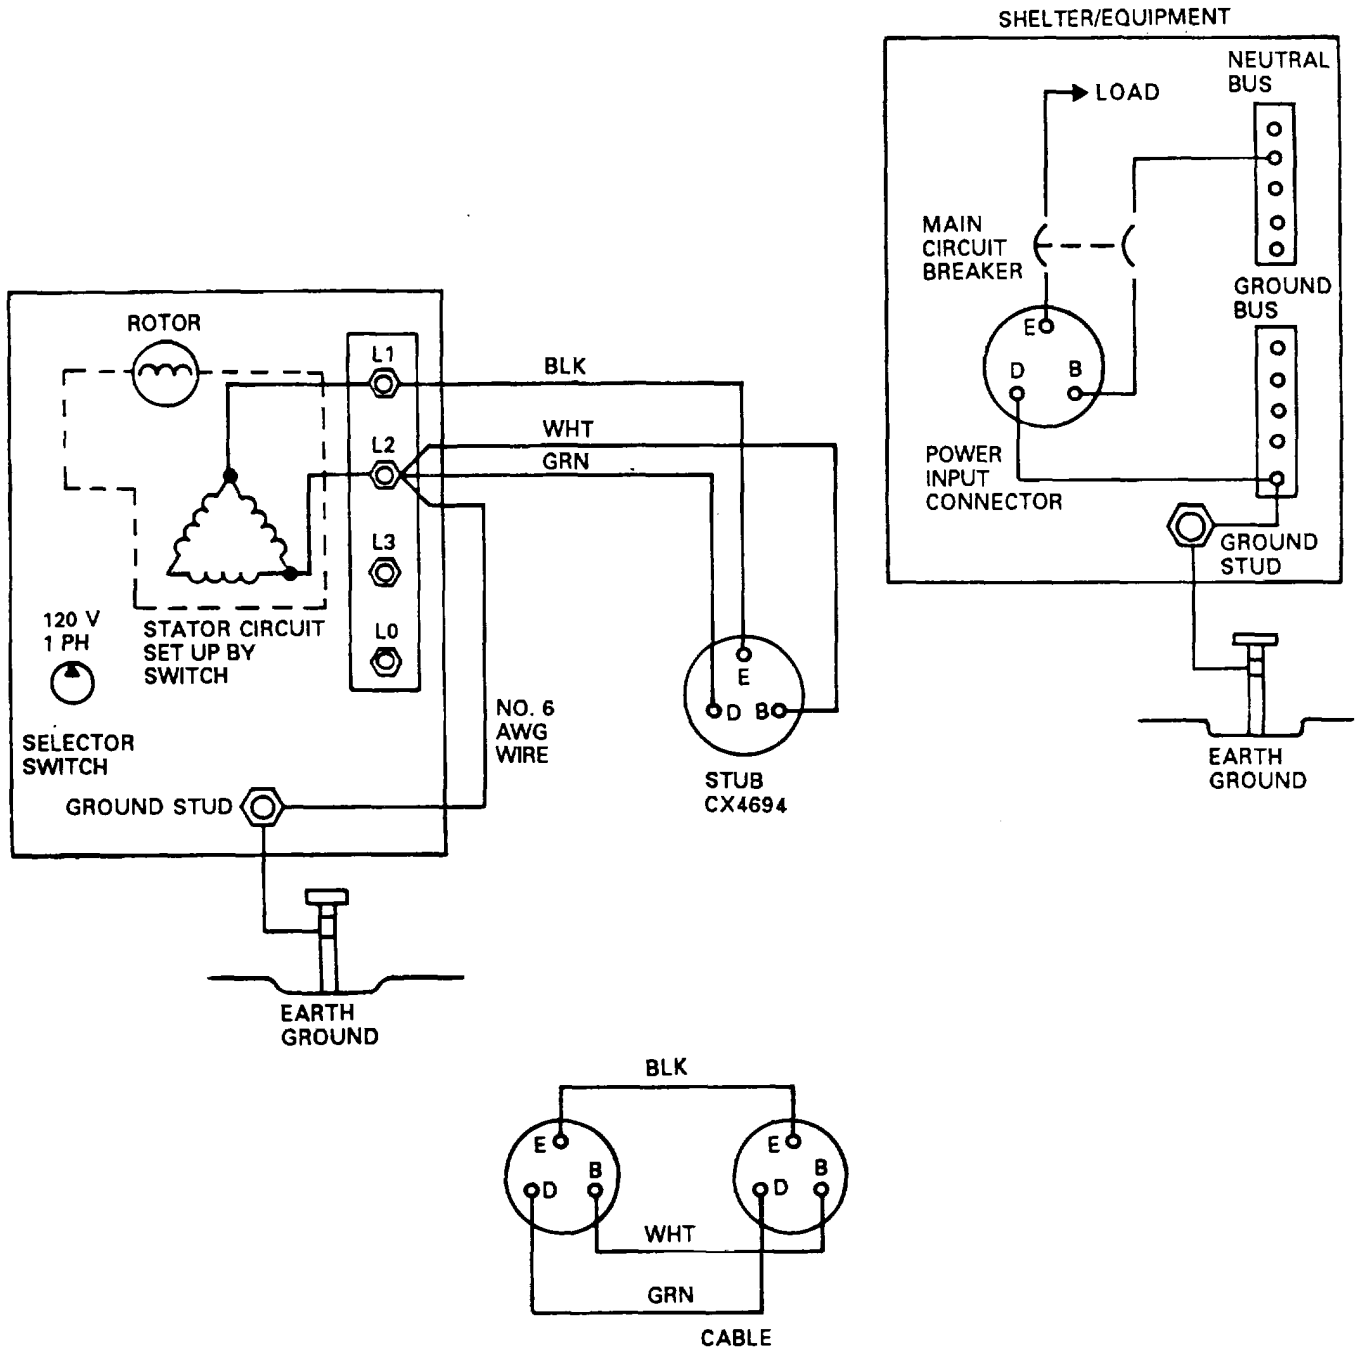 SHELTER/EQUIPMENT
NEUTRAL
BUS
LOAD
MAIN
CIRCUIT
BREAKER
GROUND
BUS
E
D
B
POWER
INPUT
CONNECTOR
GROUND
STUD
EARTH
GROUND
ROTOR
L1
BLK
L2
WHT
GRN
L3
L0
120 V
1 PH
STATOR CIRCUIT
SET UP BY
SWITCH
SELECTOR
SWITCH
NO. 6
AWG
WIRE
E
D
B
STUB
CX4694
GROUND STUD
EARTH
GROUND
BLK
E
B
D
E
B
D
WHT
GRN
CABLE